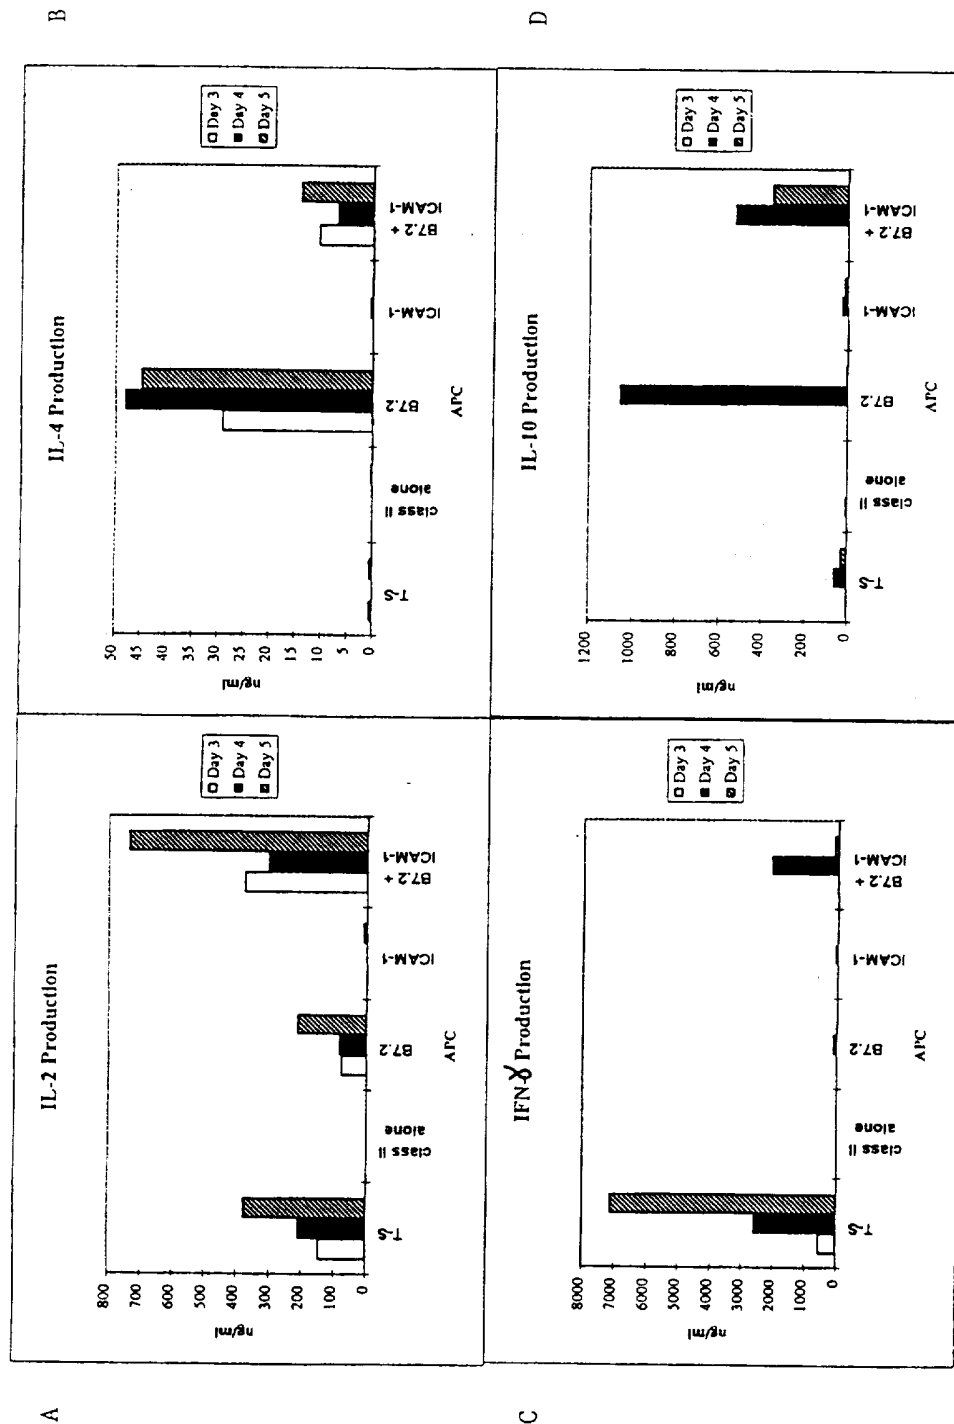 A
IL-2 Production
ng/ml
800
700
600
500
400
300
200
100
0
T-S
class II
alone
B7.2
ICAM-1
B7.2 +
ICAM-1
APC
Day 3
Day 4
Day 5
B
IL-4 Production
ng/ml
50
45
40
35
30
25
20
15
10
5
0
T-S
class II
alone
B7.2
ICAM-1
B7.2 +
ICAM-1
APC
Day 3
Day 4
Day 5
C
IFN-γ Production
ng/ml
8000
7000
6000
5000
4000
3000
2000
1000
0
T-S
class II
alone
B7.2
ICAM-1
B7.2 +
ICAM-1
APC
Day 3
Day 4
Day 5
D
IL-10 Production
ng/ml
1200
1000
800
600
400
200
0
T-S
class II
alone
B7.2
ICAM-1
B7.2 +
ICAM-1
APC
Day 3
Day 4
Day 5